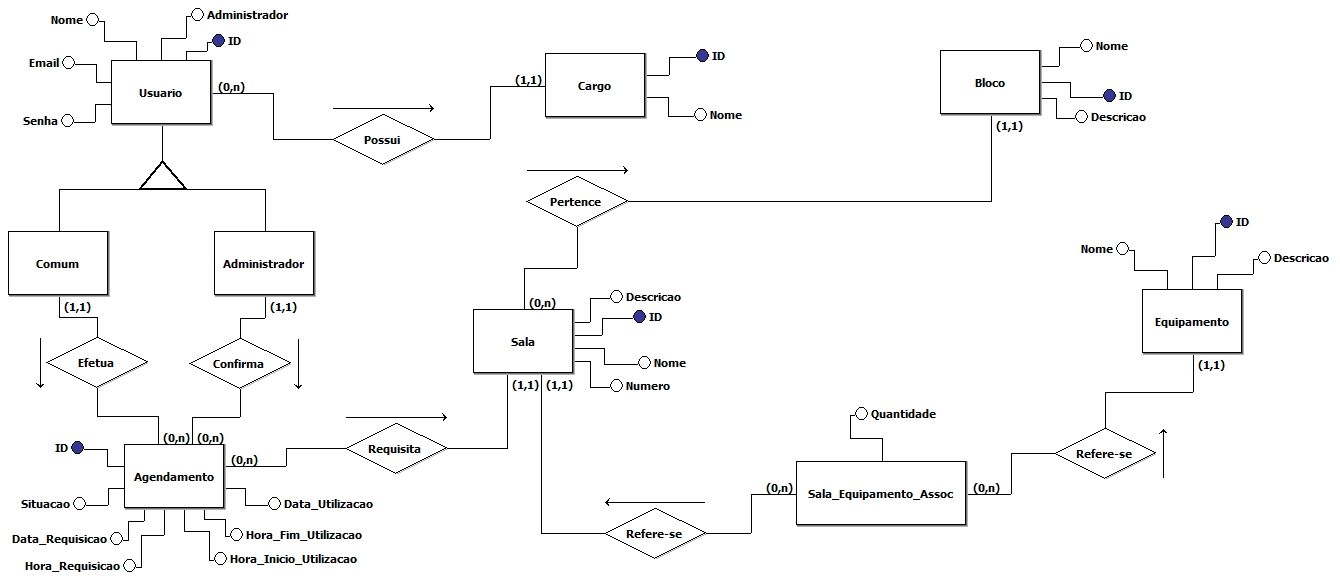 Nome
Administrador
ID
Email
Usuario
(0,n)
Senha
Possui
(1,1)
Cargo
ID
Nome
Bloco
Nome
ID
Descricao
(1,1)
Pertence
Comum
Administrador
(1,1)
(1,1)
Efetua
Confirma
(0,n)
Sala
Descricao
ID
Nome
Numero
(1,1)
(1,1)
ID
Nome
Descricao
Equipamento
(1,1)
(0,n)
(0,n)
ID
Agendamento
(0,n)
Requisita
Situacao
Data_Utilizacao
Data_Requisicao
Hora_Fim_Utilizacao
Hora_Requisicao
Hora_Inicio_Utilizacao
Quantidade
Refere-se
(0,n)
Sala_Equipamento_Assoc
(0,n)
Refere-se